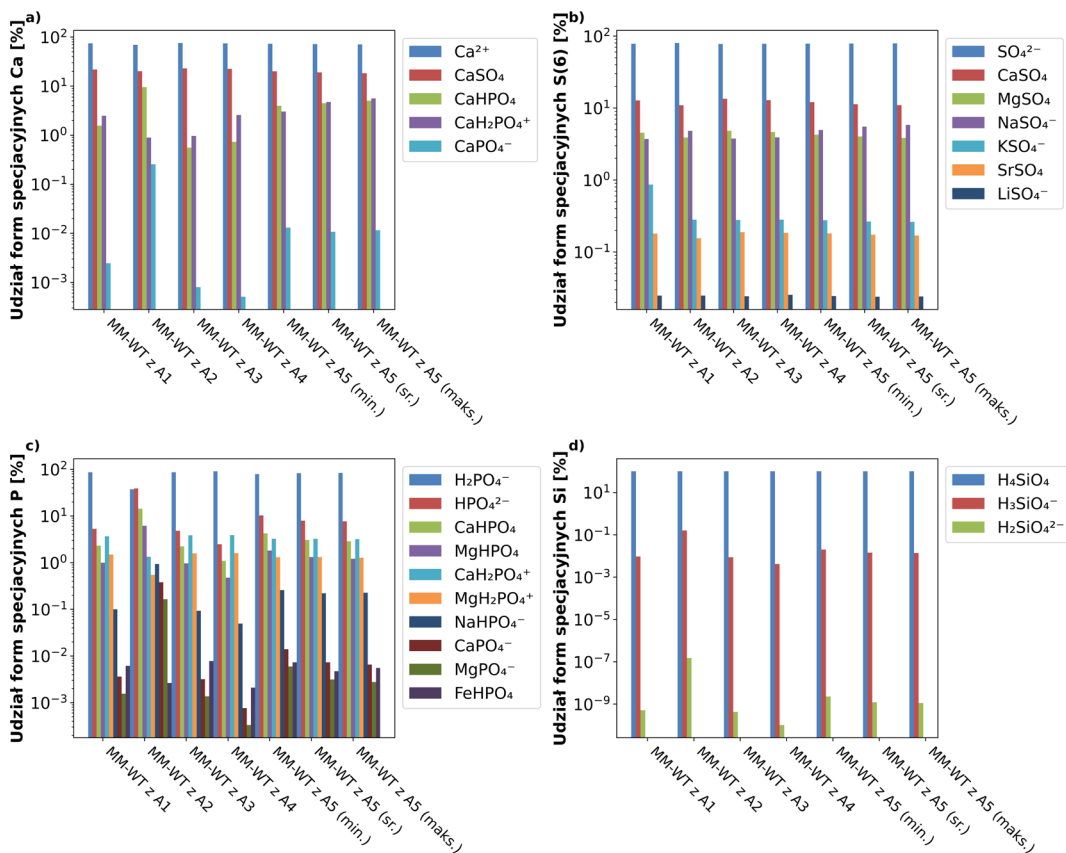 a)
Udział form specjacyjnych Ca [%]
10²
10¹
10⁰
10⁻¹
10⁻²
10⁻³
MM-WT z A1
MM-WT z A2
MM-WT z A3
MM-WT z A4
MM-WT z A5 (min.)
MM-WT z A5 (sr.)
MM-WT z A5 (maks.)
Ca²⁺
CaSO₄
CaHPO₄
CaH₂PO₄⁺
CaPO₄⁻
b)
Udział form specjacyjnych S(6) [%]
10²
10¹
10⁰
10⁻¹
MM-WT z A1
MM-WT z A2
MM-WT z A3
MM-WT z A4
MM-WT z A5 (min.)
MM-WT z A5 (sr.)
MM-WT z A5 (maks.)
SO₄²⁻
CaSO₄
MgSO₄
NaSO₄⁻
KSO₄⁻
SrSO₄
LiSO₄⁻
c)
Udział form specjacyjnych P [%]
10²
10¹
10⁰
10⁻¹
10⁻²
10⁻³
MM-WT z A1
MM-WT z A2
MM-WT z A3
MM-WT z A4
MM-WT z A5 (min.)
MM-WT z A5 (sr.)
MM-WT z A5 (maks.)
H₂PO₄⁻
HPO₄²⁻
CaHPO₄
MgHPO₄
CaH₂PO₄⁺
MgH₂PO₄⁺
NaHPO₄⁻
CaPO₄⁻
MgPO₄⁻
FeHPO₄
d)
Udział form specjacyjnych Si [%]
10¹
10⁻¹
10⁻³
10⁻⁵
10⁻⁷
10⁻⁹
MM-WT z A1
MM-WT z A2
MM-WT z A3
MM-WT z A4
MM-WT z A5 (min.)
MM-WT z A5 (sr.)
MM-WT z A5 (maks.)
H₄SiO₄
H₃SiO₄⁻
H₂SiO₄²⁻